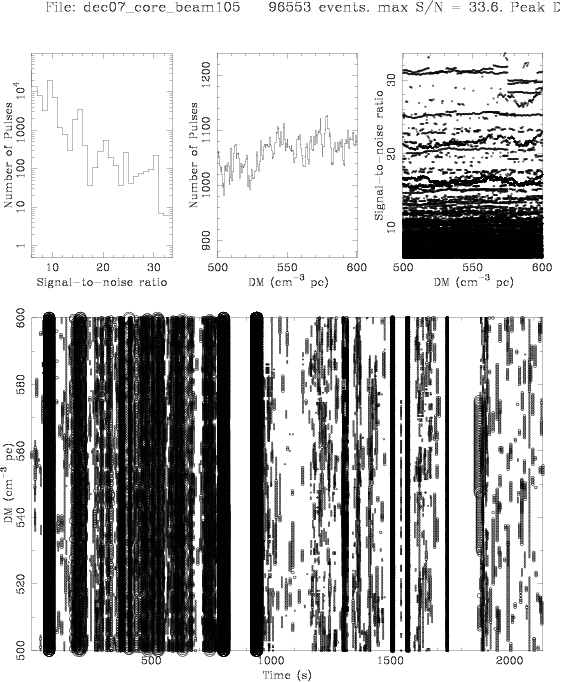 File: dec07_core_beam105 96553 events. max S/N = 33.6. Peak D
Number of Pulses
1 10 100 1000 10⁴
10 20 30
Signal-to-noise ratio
Number of Pulses
900 1000 1100 1200
500 550 600
DM (cm⁻³ pc)
Signal-to-noise ratio
10 20 30
500 550 600
DM (cm⁻³ pc)
DM (cm⁻³ pc)
500 520 540 560 580 600
500 1000 1500 2000
Time (s)